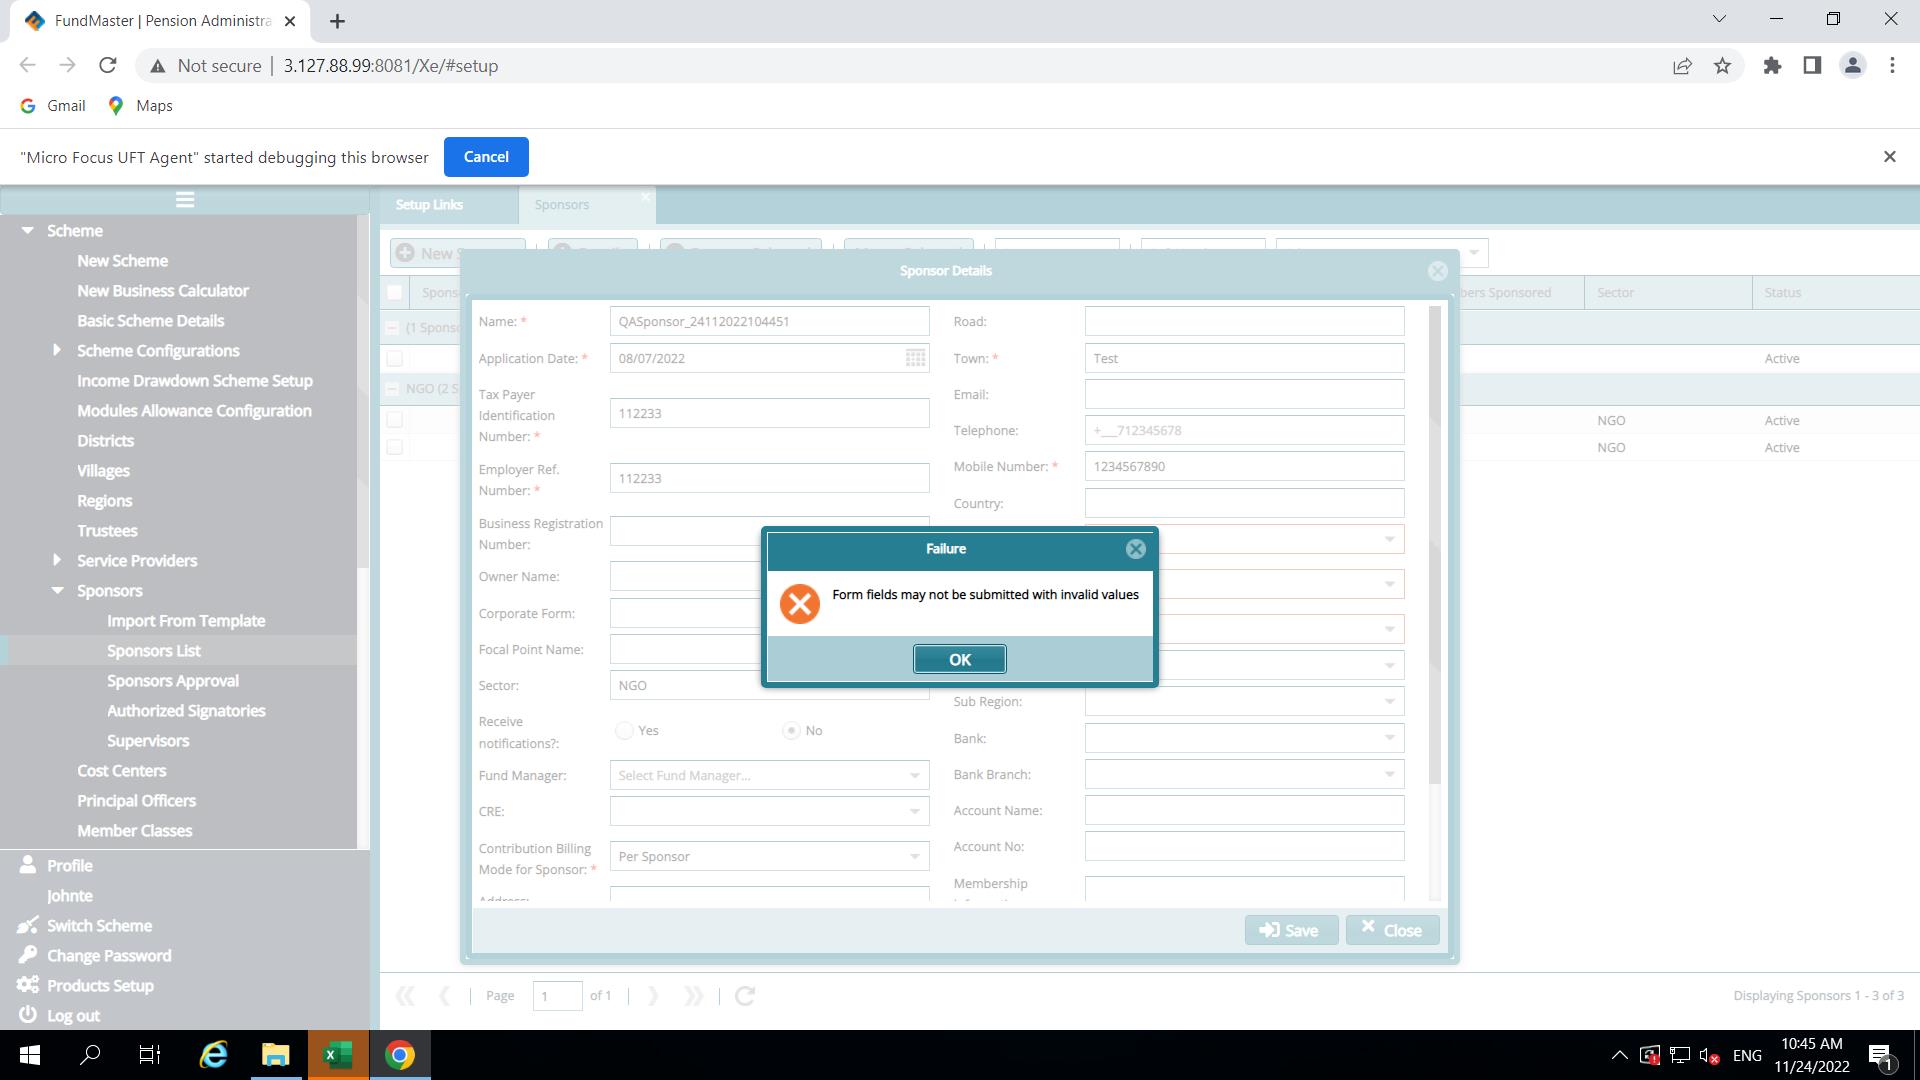 FundMaster | Pension Administra
Not secure
3.127.88.99:8081/Xe/#setup
Gmail
Maps
"Micro Focus UFT Agent" started debugging this browser
Cancel
Scheme
New Scheme
New Business Calculator
Basic Scheme Details
Scheme Configurations
Income Drawdown Scheme Setup
Modules Allowance Configuration
Districts
Villages
Regions
Trustees
Service Providers
Sponsors
Import From Template
Sponsors List
Sponsors Approval
Authorized Signatories
Supervisors
Cost Centers
Principal Officers
Member Classes
Profile
Johnte
Switch Scheme
Change Password
Products Setup
Log out
Setup Links
Sponsors
New
Sponsor Details
bers Sponsored
Sector
Status
(1 Spons
Active
NGO (2 S
NGO
Active
NGO
Active
Name: *
QASponsor_24112022104451
Application Date: *
08/07/2022
Tax Payer
Identification
Number: *
112233
Employer Ref.
Number: *
112233
Business Registration
Number:
Owner Name:
Corporate Form:
Focal Point Name:
Sector:
NGO
Receive
notifications?:
Yes
No
Fund Manager:
Select Fund Manager...
CRE:
Contribution Billing
Mode for Sponsor: *
Per Sponsor
Address:
Road:
Town: *
Test
Email:
Telephone:
+___712345678
Mobile Number: *
1234567890
Country:
Sub Region:
Bank:
Bank Branch:
Account Name:
Account No:
Membership
Save
Close
Failure
Form fields may not be submitted with invalid values
OK
Page
1
of 1
Displaying Sponsors 1 - 3 of 3
ENG
10:45 AM
11/24/2022
1